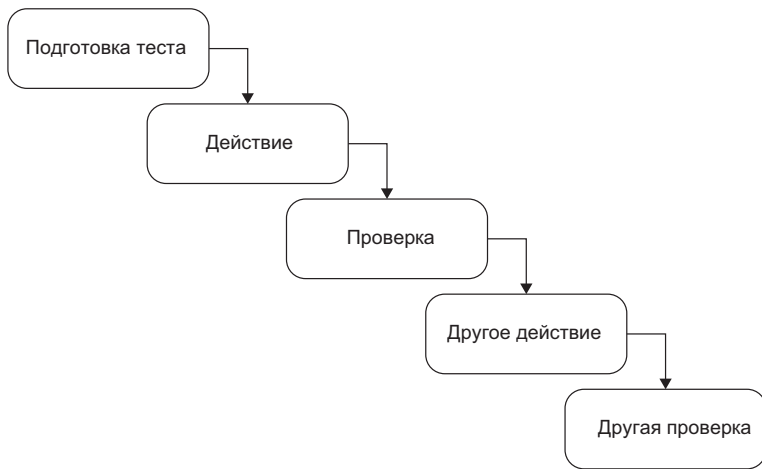 Подготовка теста
Действие
Проверка
Другое действие
Другая проверка